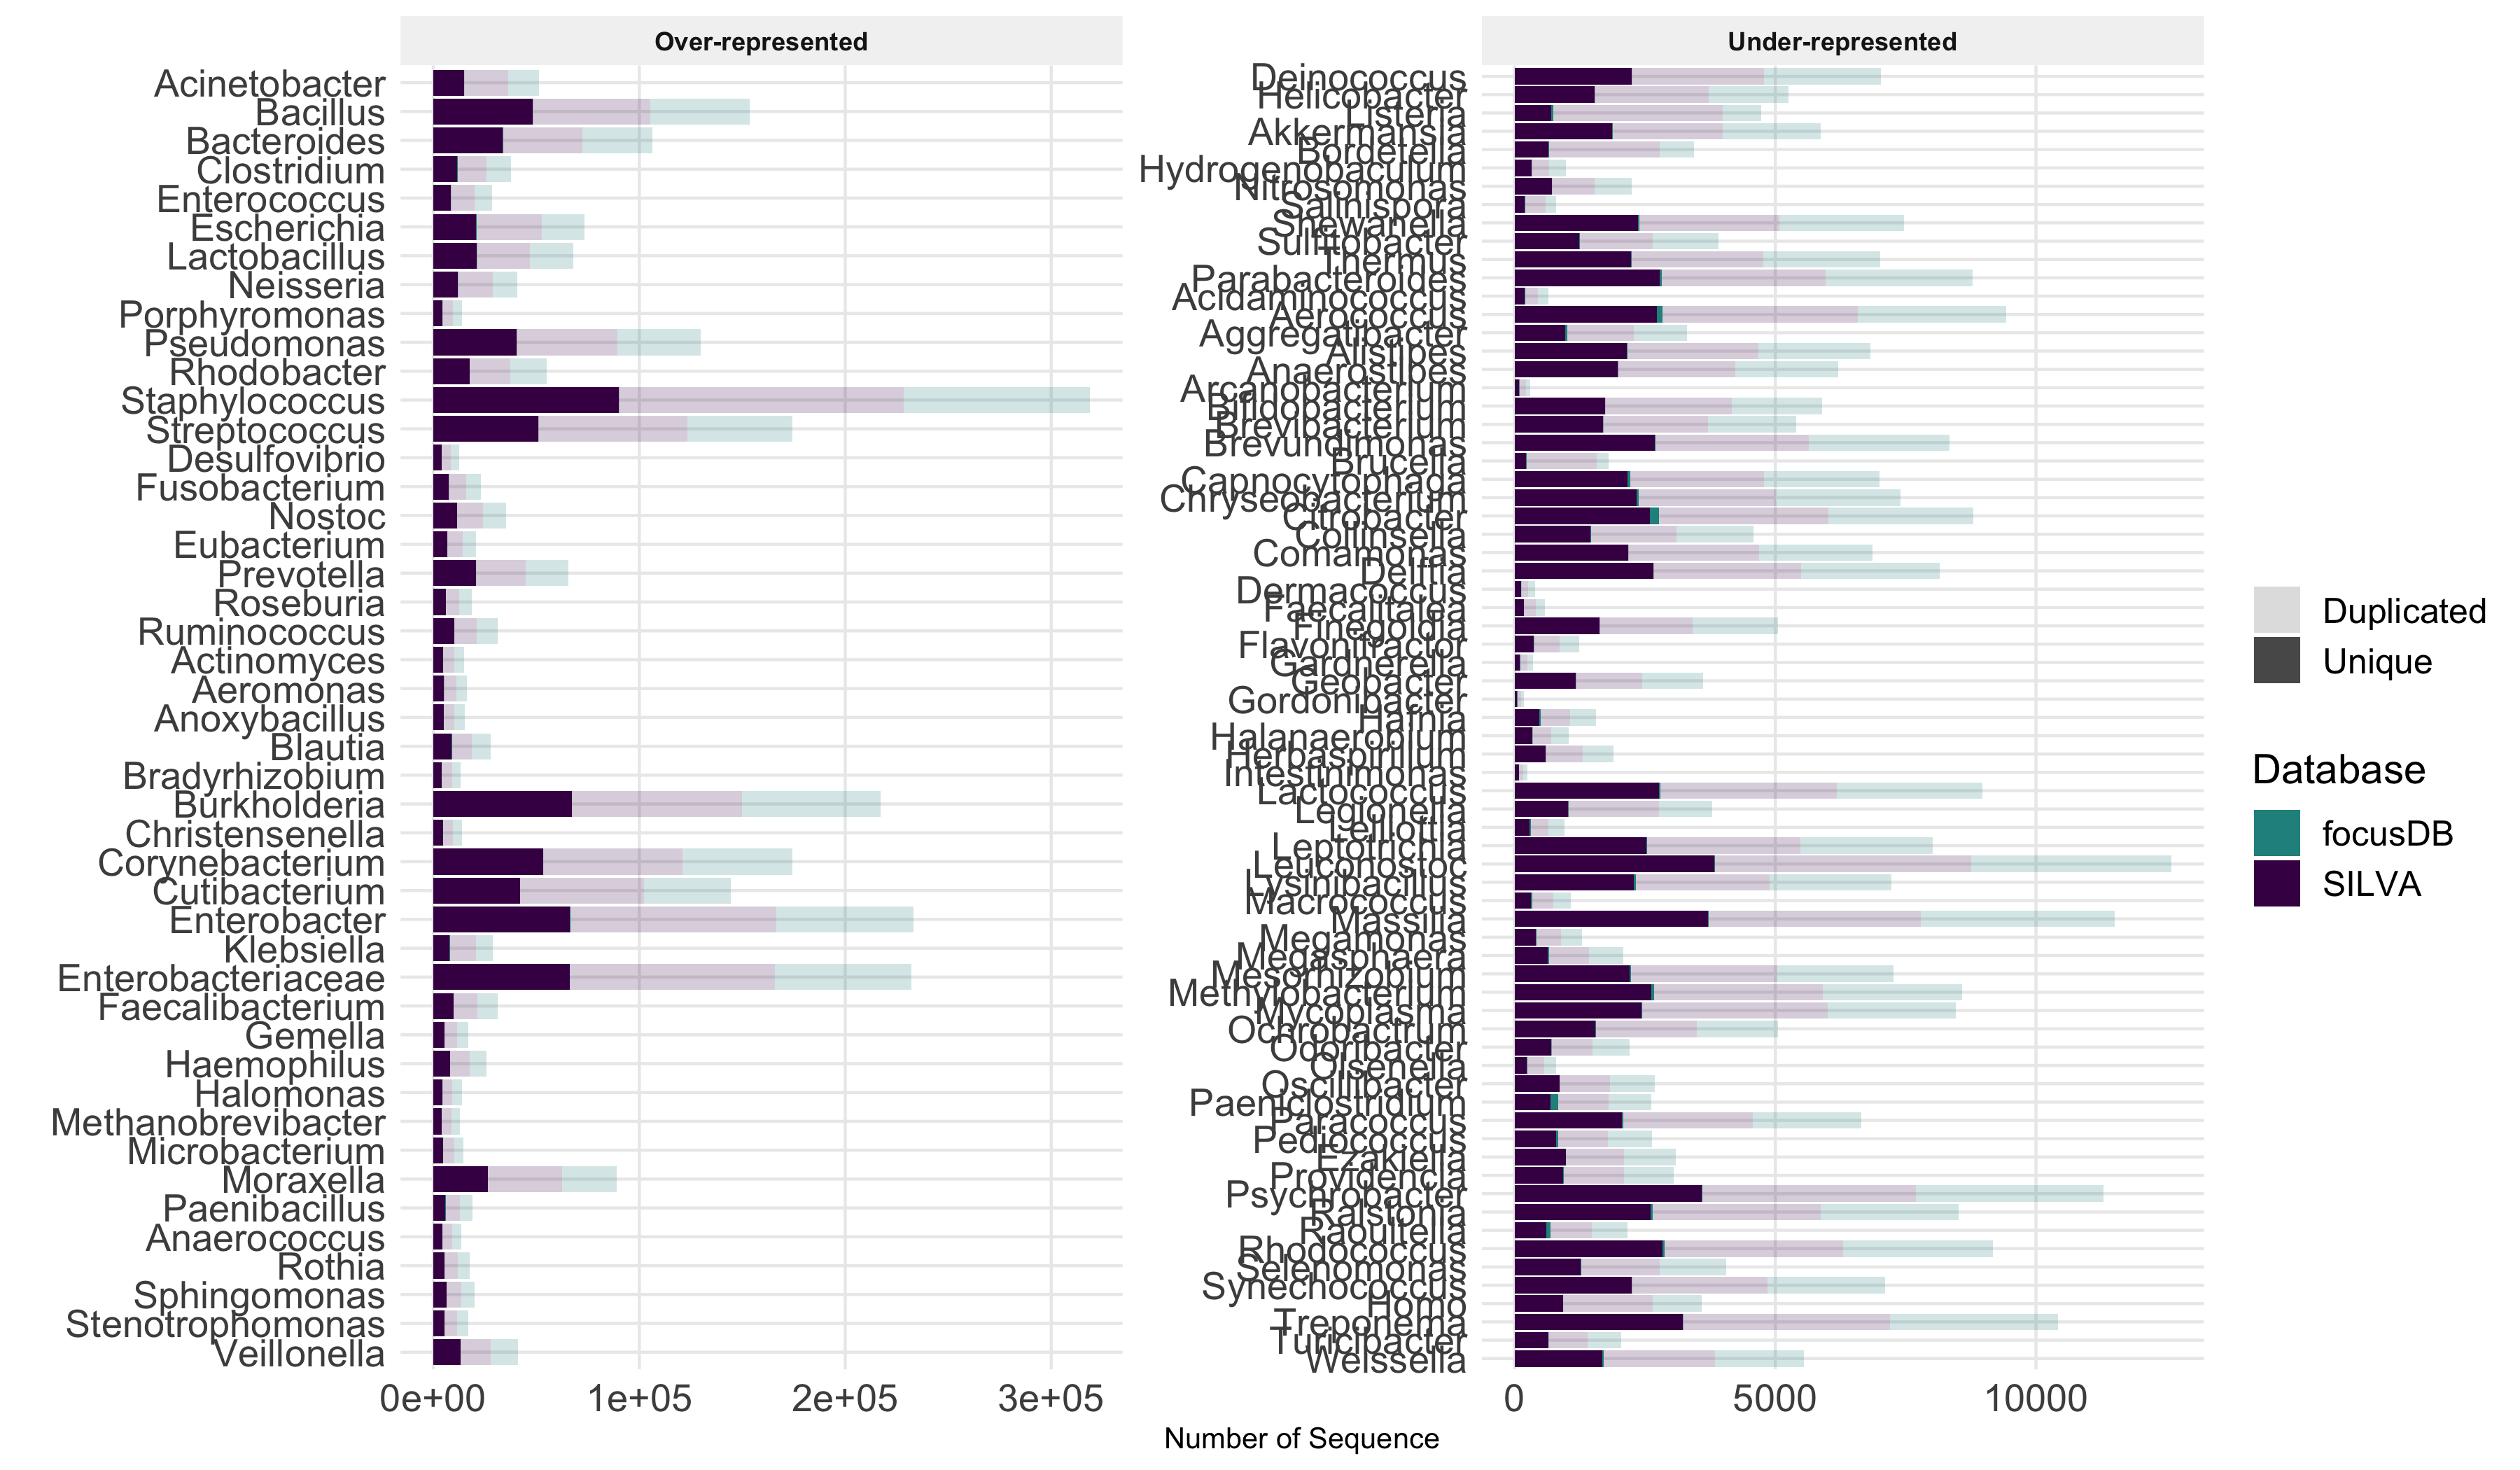 Over-represented
Under-represented
Acinetobacter
Bacillus
Bacteroides
Clostridium
Enterococcus
Escherichia
Lactobacillus
Neisseria
Porphyromonas
Pseudomonas
Rhodobacter
Staphylococcus
Streptococcus
Desulfovibrio
Fusobacterium
Nostoc
Eubacterium
Prevotella
Roseburia
Ruminococcus
Actinomyces
Aeromonas
Anoxybacillus
Blautia
Bradyrhizobium
Burkholderia
Christensenella
Corynebacterium
Cutibacterium
Enterobacter
Klebsiella
Enterobacteriaceae
Faecalibacterium
Gemella
Haemophilus
Halomonas
Methanobrevibacter
Microbacterium
Moraxella
Paenibacillus
Anaerococcus
Rothia
Sphingomonas
Stenotrophomonas
Veillonella
0e+00
1e+05
2e+05
3e+05
Deinococcus
Helicobacter
Listeria
Akkermansia
Bordetella
Hydrogenobaculum
Nitrosomonas
Salinispora
Shewanella
Sulfitobacter
Thermus
Parabacteroides
Acidaminococcus
Aerococcus
Aggregatibacter
Alistipes
Anaerostipes
Arcanobacterium
Bifidobacterium
Brevibacterium
Brevundimonas
Brucella
Capnocytophaga
Chryseobacterium
Citrobacter
Collinsella
Comamonas
Delftia
Dermacoccus
Faecalitalea
Finegoldia
Flavonifractor
Gardnerella
Geobacter
Gordonibacter
Hafnia
Halanaerobium
Herbaspirillum
Intestinimonas
Lactococcus
Legionella
Lelliottia
Leptotrichia
Leuconostoc
Lysinibacillus
Macrococcus
Massilia
Megamonas
Megasphaera
Mesorhizobium
Methylobacterium
Mycoplasma
Ochrobactrum
Odoribacter
Olsenella
Oscillibacter
Paeniclostridium
Paracoccus
Pediococcus
Ezakiella
Providencia
Psychrobacter
Ralstonia
Raoultella
Rhodococcus
Selenomonas
Synechococcus
Homo
Treponema
Turicibacter
Weissella
0
5000
10000
Number of Sequence
Duplicated
Unique
Database
focusDB
SILVA